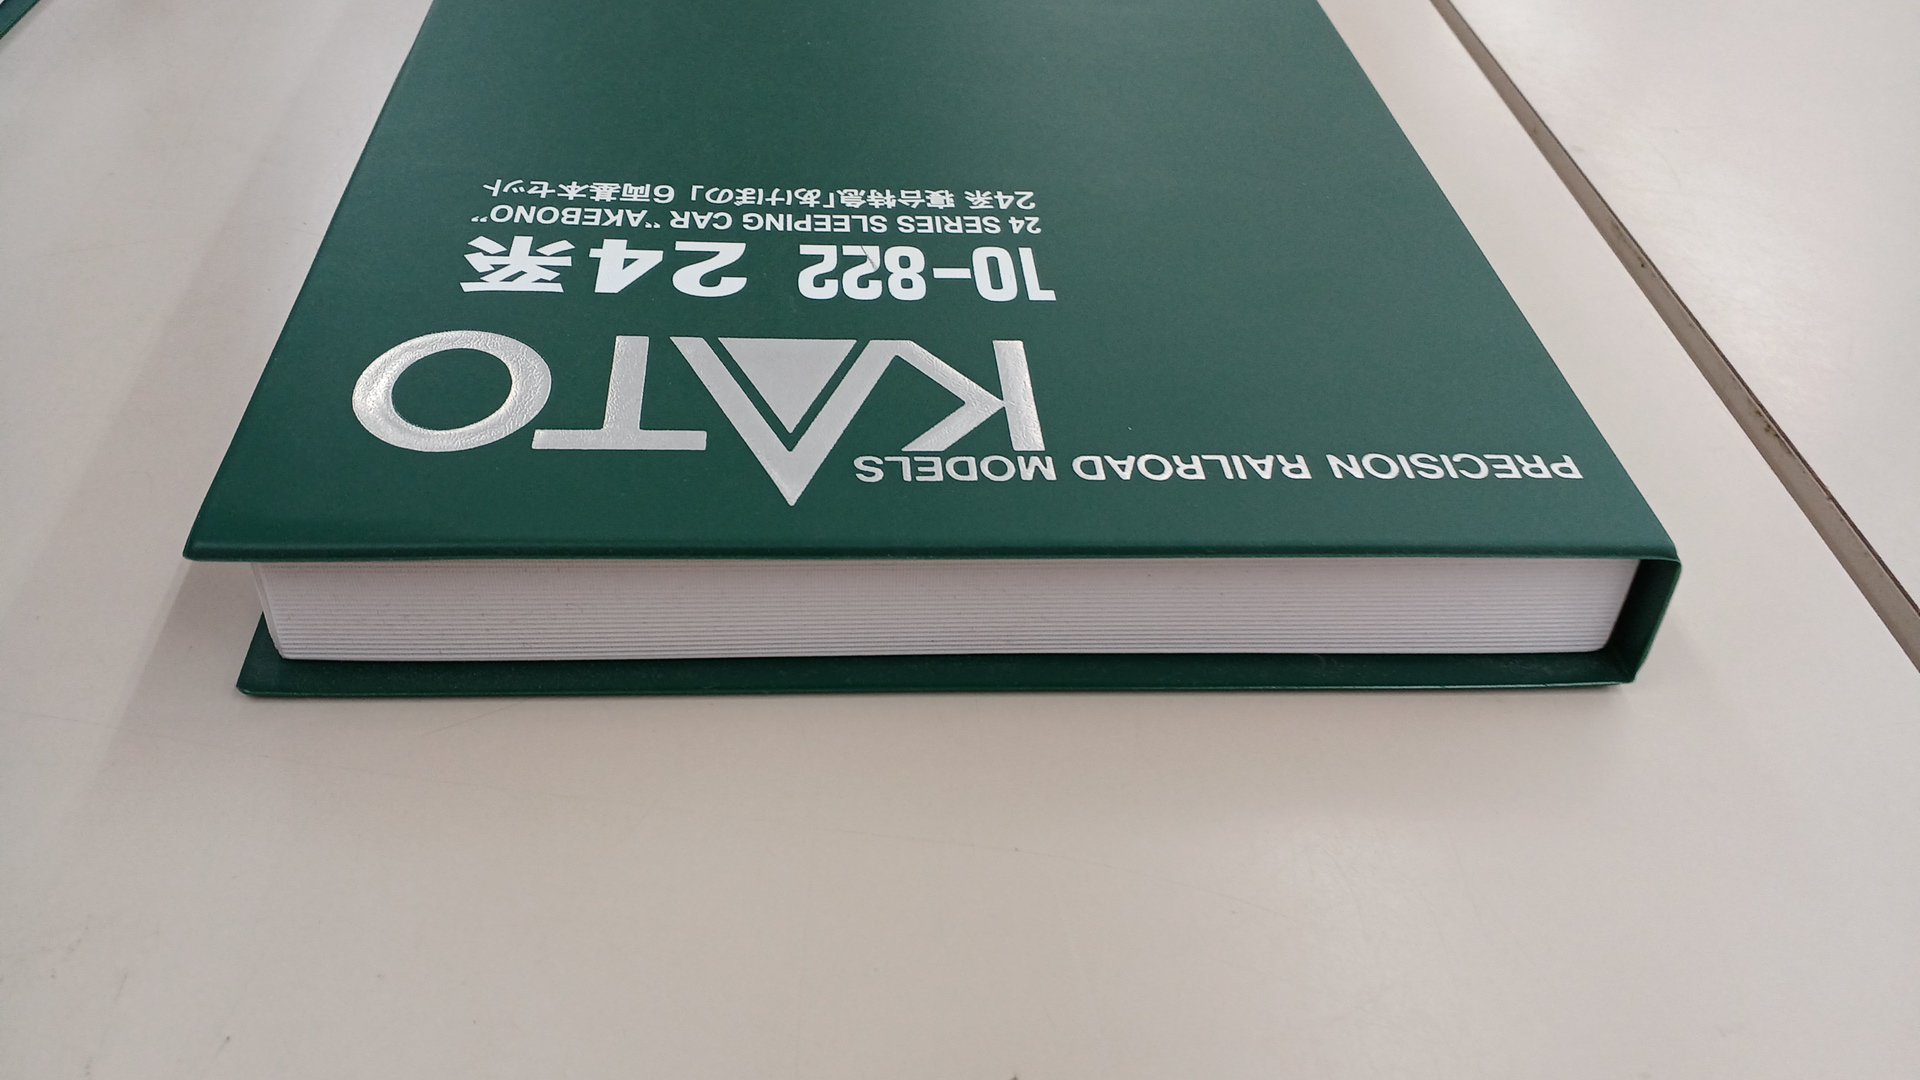 PRECISION RAILROAD MODELS
KATO
10-822 24系
24 SERIES SLEEPING CAR "AKEBONO"
24系 寝台特急「あけぼの」 6両基本セット